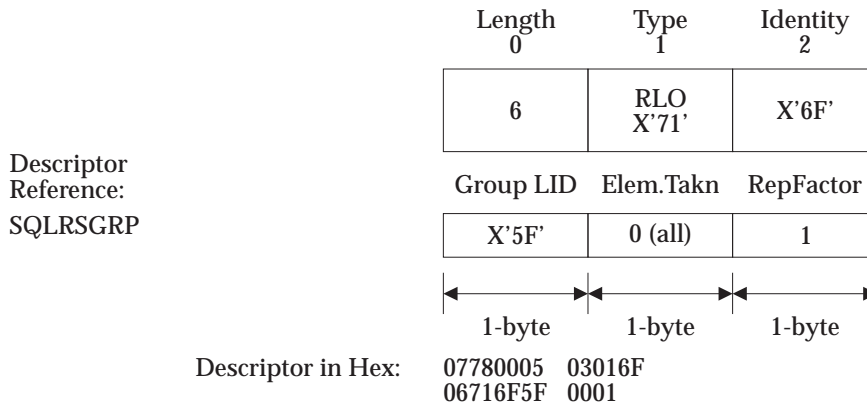 Length Type Identity
0 1 2
6 RLO X'6F'
X'71'
Descriptor
Reference:
Group LID Elem.Takn RepFactor
SQLRSGRP
X'5F' 0 (all) 1
1-byte 1-byte 1-byte
Descriptor in Hex: 07780005 03016F
06716F5F 0001